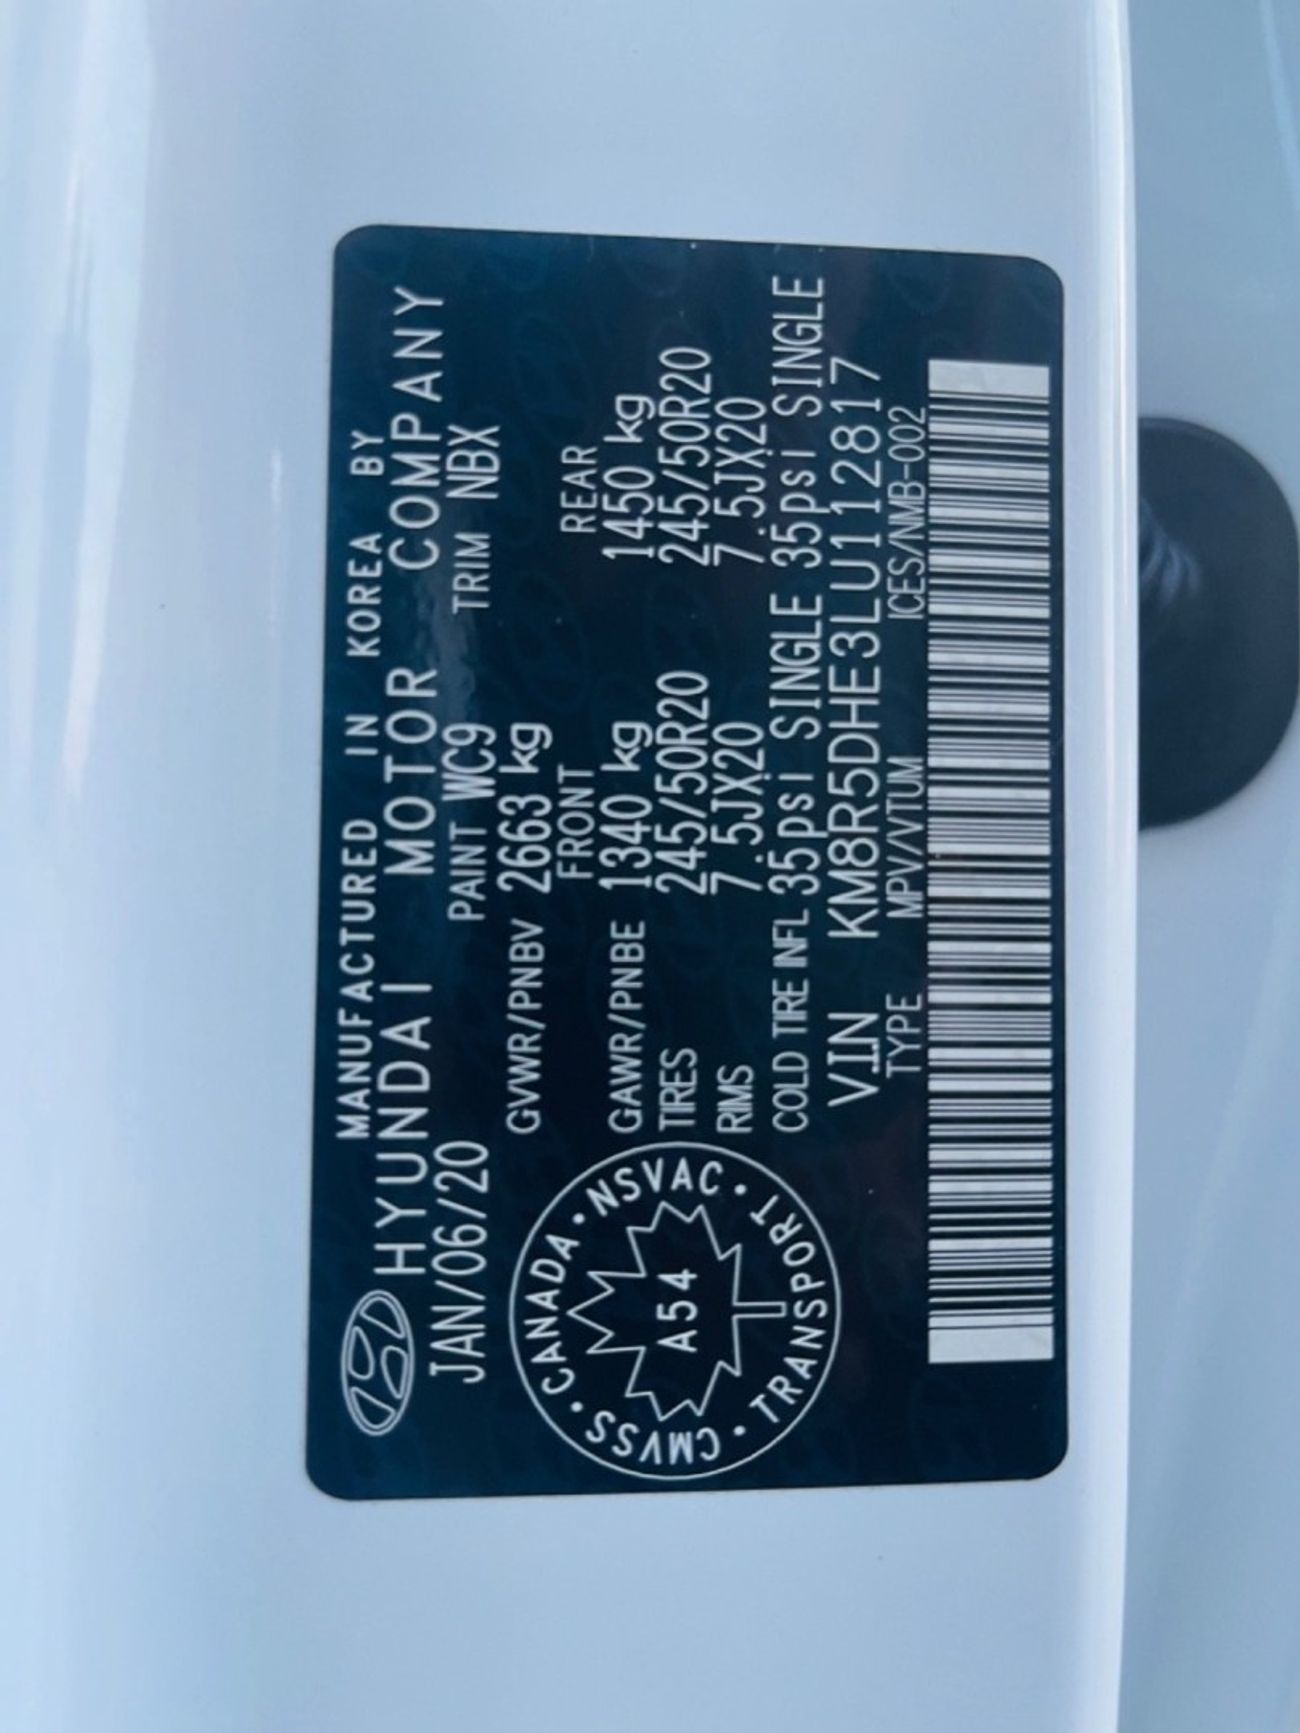 MANUFACTURED IN KOREA BY
HYUNDAI MOTOR COMPANY
JAN/06/20 PAINT WC9 TRIM NBX
GVWR/PNBV 2663 kg
FRONT REAR
GAWR/PNBE 1340 kg 1450 kg
TIRES 245/50R20 245/50R20
RIMS 7.5JX20 7.5JX20
COLD TIRE INFL 35psI SINGLE 35psI SINGLE
VIN KM8R5DHE3LU112817
TYPE MPV/VTUM ICES/NMB-002
CMVSS • CANADA • NSVAC • TRANSPORT •
A54